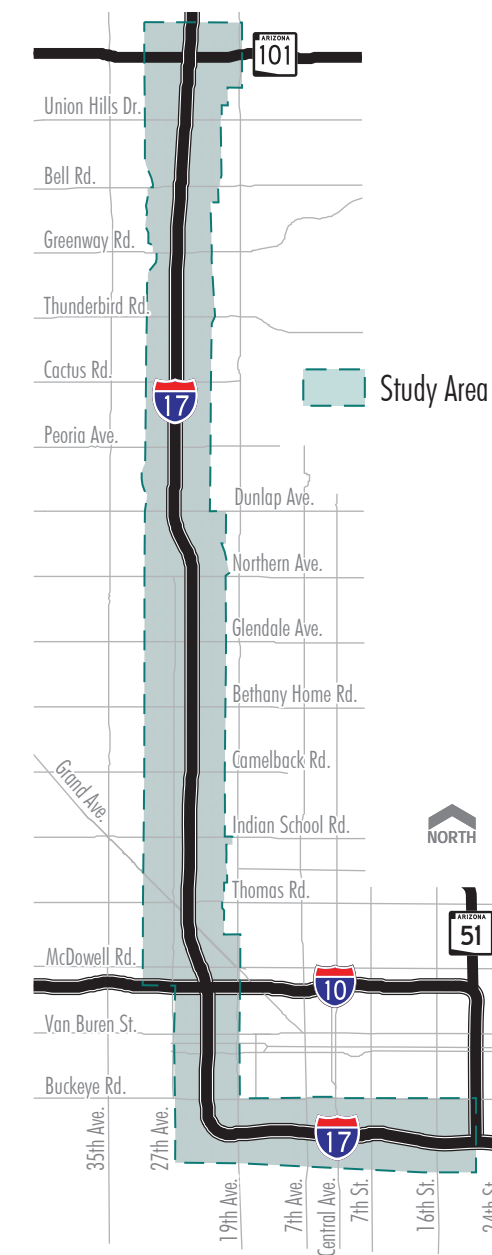 ARIZONA
101
Union Hills Dr.
Bell Rd.
Greenway Rd.
Thunderbird Rd.
Cactus Rd.
17
Study Area
Peoria Ave.
Dunlap Ave.
Northern Ave.
Glendale Ave.
Bethany Home Rd.
Camelback Rd.
Grand Ave.
Indian School Rd.
NORTH
Thomas Rd.
ARIZONA
51
McDowell Rd.
10
Van Buren St.
Buckeye Rd.
17
35th Ave.
27th Ave.
19th Ave.
7th Ave.
Central Ave.
7th St.
16th St.
24th St.